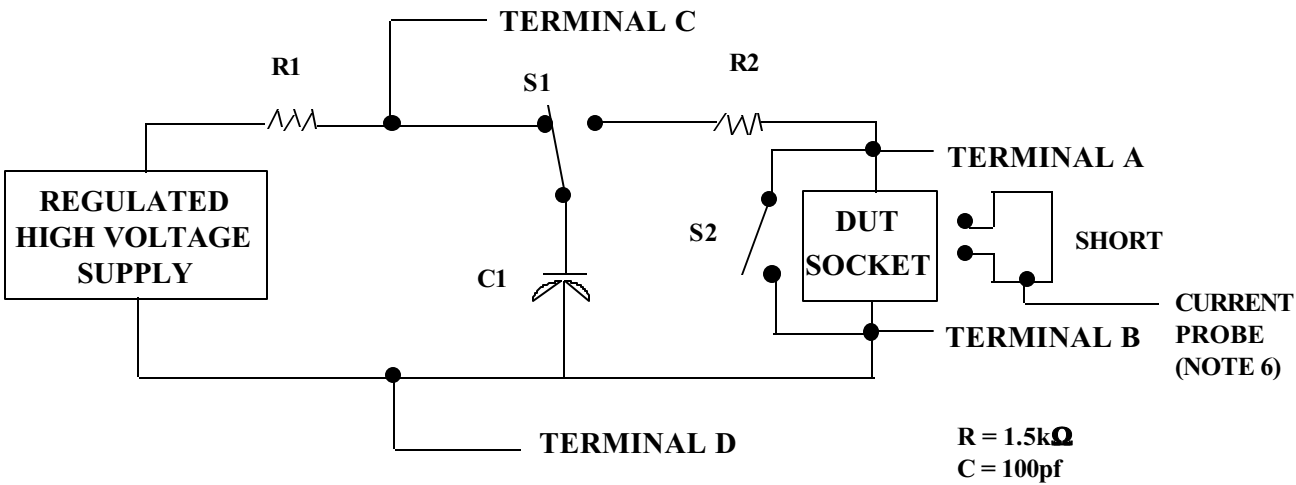 TERMINAL C
R1
S1
R2
TERMINAL A
REGULATED
HIGH VOLTAGE
SUPPLY
S2
DUT
SOCKET
SHORT
C1
CURRENT
PROBE
(NOTE 6)
TERMINAL B
TERMINAL D
R = 1.5kΩ
C = 100pf